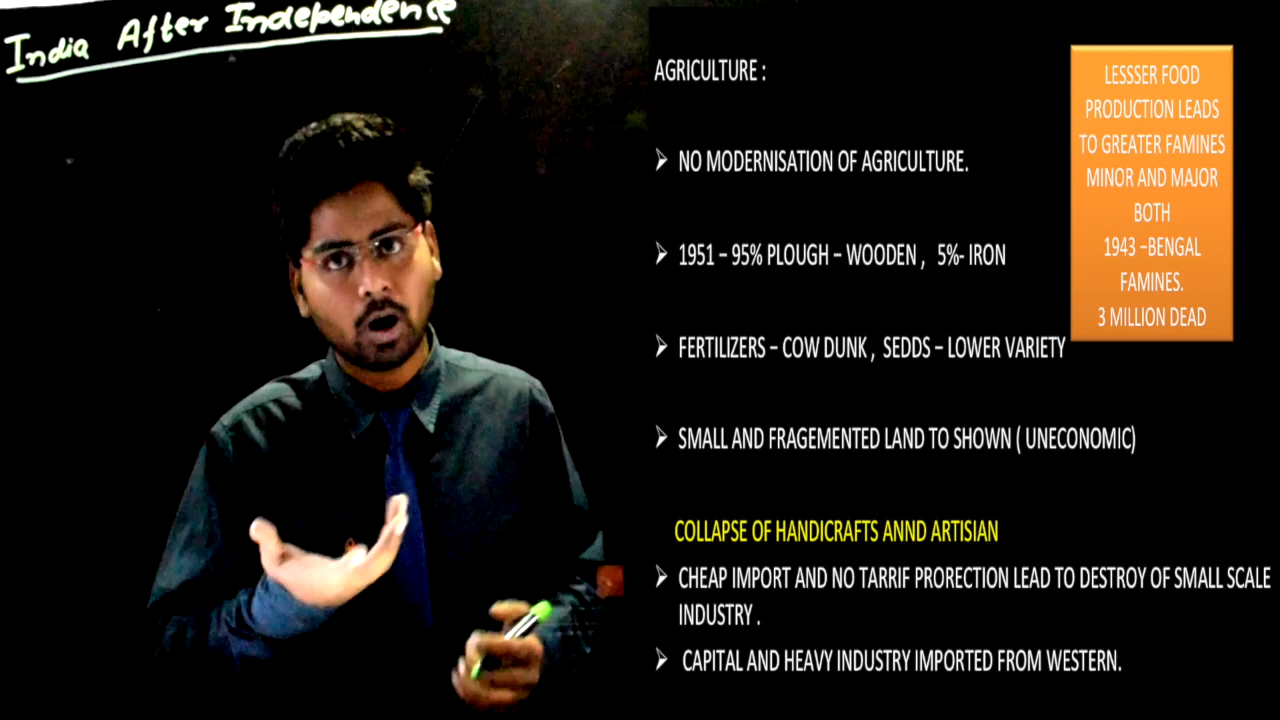 India After Independence
AGRICULTURE :
NO MODERNISATION OF AGRICULTURE.
1951 – 95% PLOUGH – WOODEN , 5%- IRON
FERTILIZERS – COW DUNK , SEDDS – LOWER VARIETY
SMALL AND FRAGEMENTED LAND TO SHOWN ( UNECONOMIC)
COLLAPSE OF HANDICRAFTS ANND ARTISIAN
CHEAP IMPORT AND NO TARRIF PRORECTION LEAD TO DESTROY OF SMALL SCALE
INDUSTRY .
CAPITAL AND HEAVY INDUSTRY IMPORTED FROM WESTERN.
LESSSER FOOD
PRODUCTION LEADS
TO GREATER FAMINES
MINOR AND MAJOR
BOTH
1943 –BENGAL
FAMINES.
3 MILLION DEAD